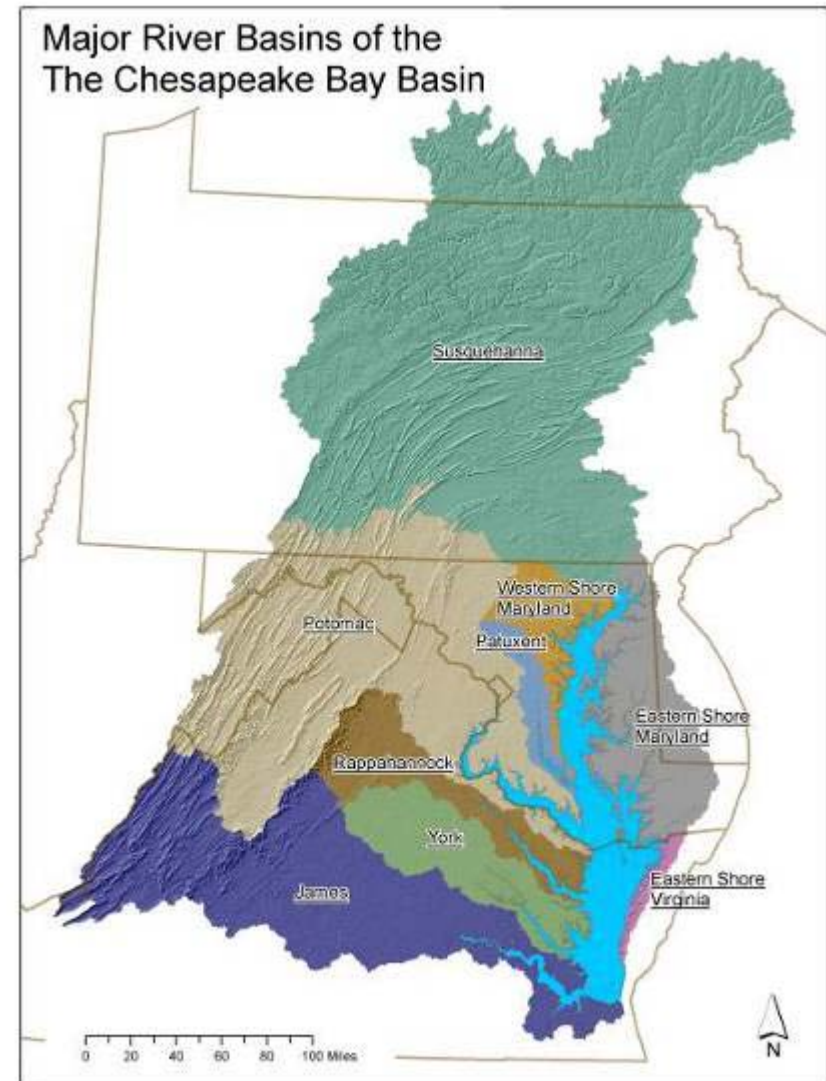 Major River Basins of the
The Chesapeake Bay Basin
Susquehanna
Western Shore
Maryland
Potomac
Patuxent
Eastern Shore
Maryland
Rappahannock
York
Eastern Shore
Virginia
James
0 20 40 60 80 100 Miles
N